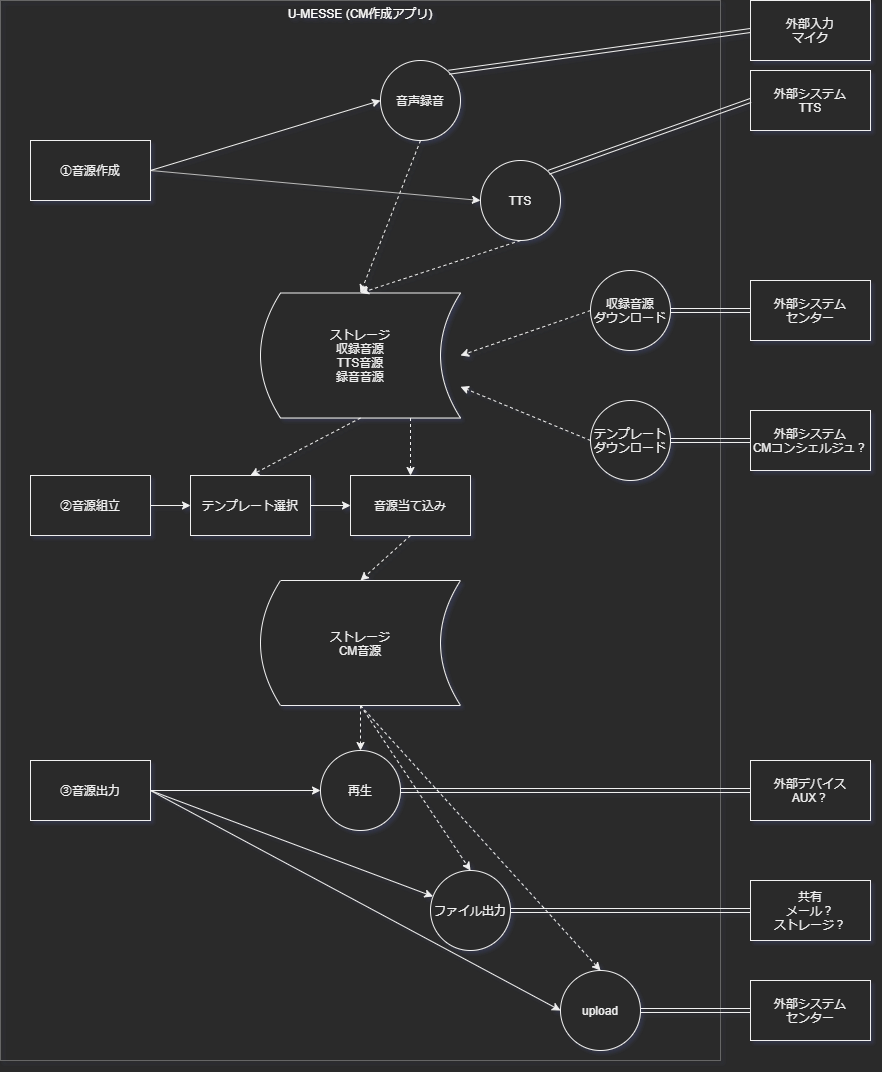 U-MESSE (CM作成アプリ)
外部入力
マイク
音声録音
外部システム
TTS
①音源作成
TTS
収録音源
ダウンロード
外部システム
センター
ストレージ
収録音源
TTS音源
録音音源
テンプレート
ダウンロード
外部システム
CMコンシェルジュ？
②音源組立
テンプレート選択
音源当て込み
ストレージ
CM音源
③音源出力
再生
外部デバイス
AUX？
ファイル出力
共有
メール？
ストレージ？
upload
外部システム
センター